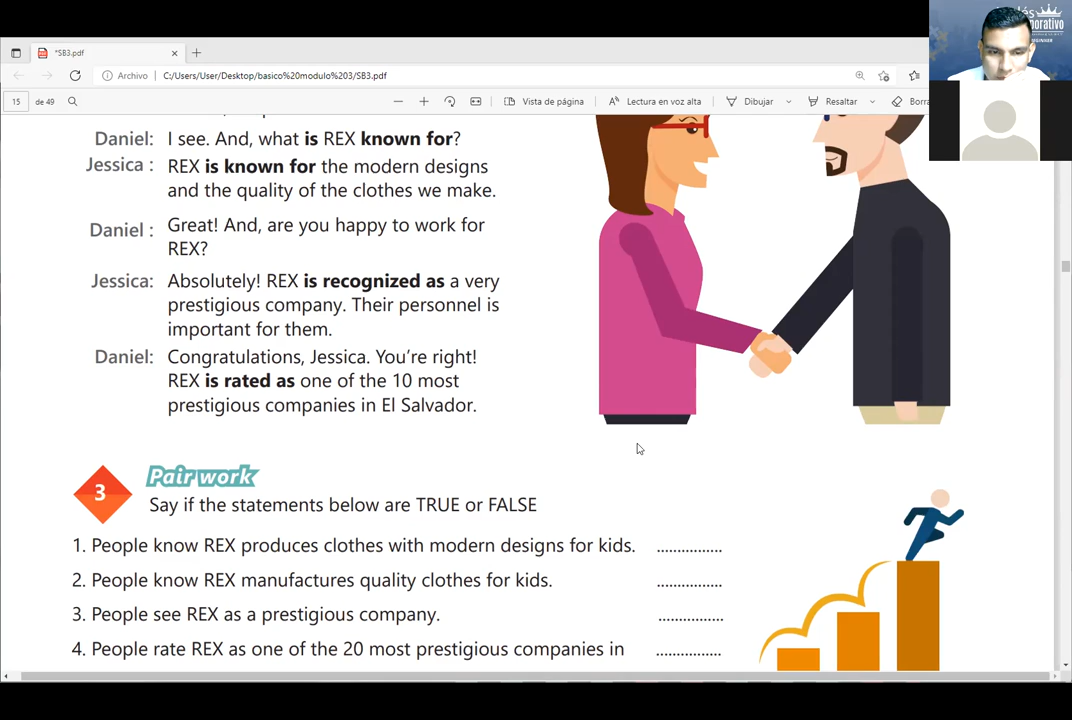 *SB3.pdf
Archivo
C:/Users/User/Desktop/basico%20modulo%203/SB3.pdf
15
de 49
Vista de página
Lectura en voz alta
Dibujar
Resaltar
Borra
Daniel: I see. And, what is REX known for?
Jessica : REX is known for the modern designs
and the quality of the clothes we make.
Daniel : Great! And, are you happy to work for
REX?
Jessica: Absolutely! REX is recognized as a very
prestigious company. Their personnel is
important for them.
Daniel: Congratulations, Jessica. You're right!
REX is rated as one of the 10 most
prestigious companies in El Salvador.
3
Pair work
Say if the statements below are TRUE or FALSE
1. People know REX produces clothes with modern designs for kids. ................
2. People know REX manufactures quality clothes for kids. ................
3. People see REX as a prestigious company. ................
4. People rate REX as one of the 20 most prestigious companies in ................